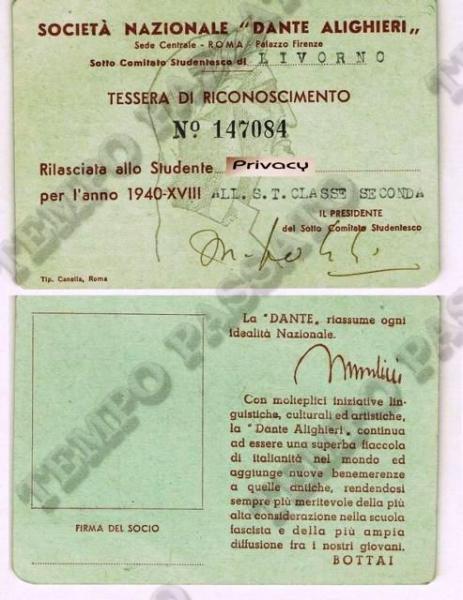 SOCIETÀ NAZIONALE "DANTE ALIGHIERI„
Sede Centrale - ROMA - Palazzo Firenze
Sotto Comitato Studentesco di LIVORNO
TESSERA DI RICONOSCIMENTO
Nº 147084
Rilasciata allo Studente Privacy
per l'anno 1940-XVIII ALL. S. T. CLASSE SECONDA
IL PRESIDENTE
del Sotto Comitato Studentesco
Tip. Canella, Roma
La "DANTE„ riassume ogni
idealità Nazionale.
Mussolini
Con molteplici iniziative lin-
guistiche, culturali ed artistiche,
la "Dante Alighieri„ continua
ad essere una superba fiaccola
di italianità nel mondo ed
aggiunge nuove benemerenze
a quelle antiche, rendendosi
sempre più meritevole della più
alta considerazione nella scuola
fascista e della più ampia
diffusione fra i nostri giovani.
BOTTAI
FIRMA DEL SOCIO
TEMPO PASSATO